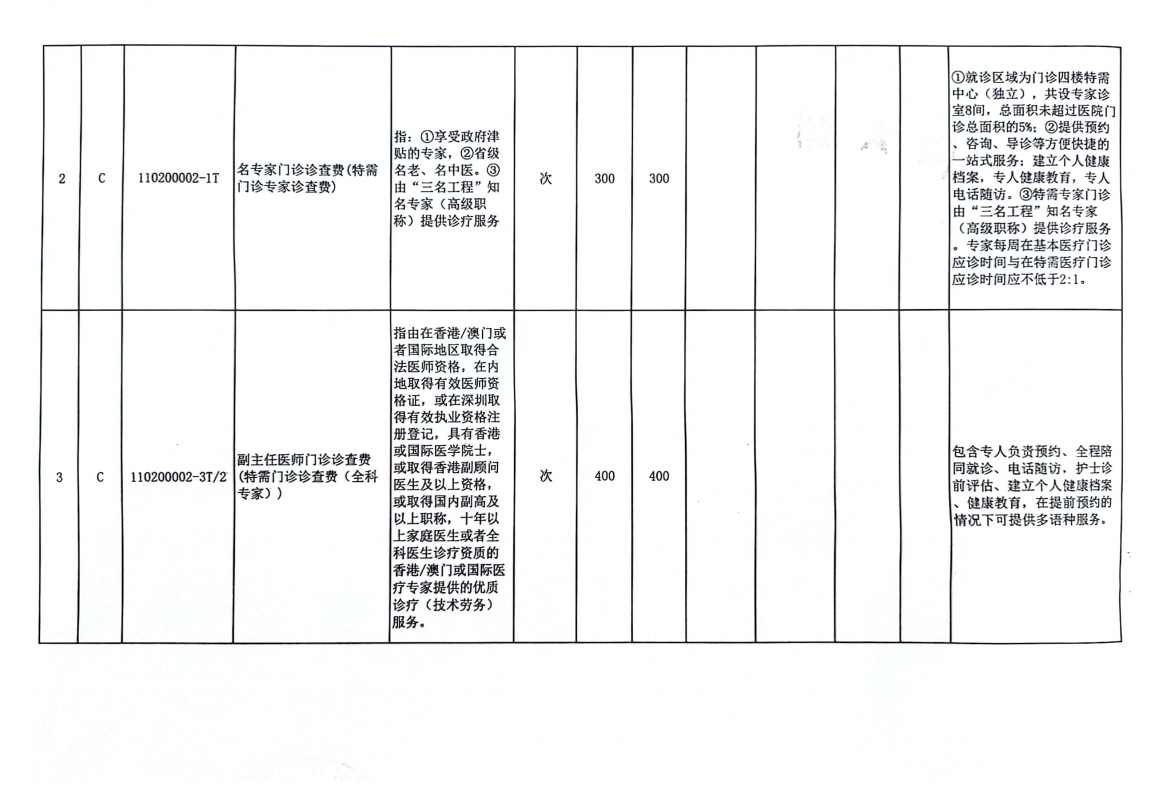 2
C
110200002-1T
名专家门诊诊查费(特需
门诊专家诊查费)
指：①享受政府津
贴的专家，②省级
名老、名中医。③
由“三名工程”知
名专家（高级职
称）提供诊疗服务
次
300
300
①就诊区域为门诊四楼特需
中心（独立），共设专家诊
室8间，总面积未超过医院门
诊总面积的5%；②提供预约
、咨询、导诊等方便快捷的
一站式服务；建立个人健康
档案，专人健康教育，专人
电话随访。③特需专家门诊
由“三名工程”知名专家
（高级职称）提供诊疗服务
。专家每周在基本医疗门诊
应诊时间与在特需医疗门诊
应诊时间应不低于2:1。
3
C
110200002-3T/2
副主任医师门诊诊查费
(特需门诊诊查费（全科
专家）)
指由在香港/澳门或
者国际地区取得合
法医师资格，在内
地取得有效医师资
格证，或在深圳取
得有效执业资格注
册登记，具有香港
或国际医学院士，
或取得香港副顾问
医生及以上资格，
或取得国内副高及
以上职称，十年以
上家庭医生或者全
科医生诊疗资质的
香港/澳门或国际医
疗专家提供的优质
诊疗（技术劳务）
服务。
次
400
400
包含专人负责预约、全程陪
同就诊、电话随访，护士诊
前评估、建立个人健康档案
、健康教育，在提前预约的
情况下可提供多语种服务。